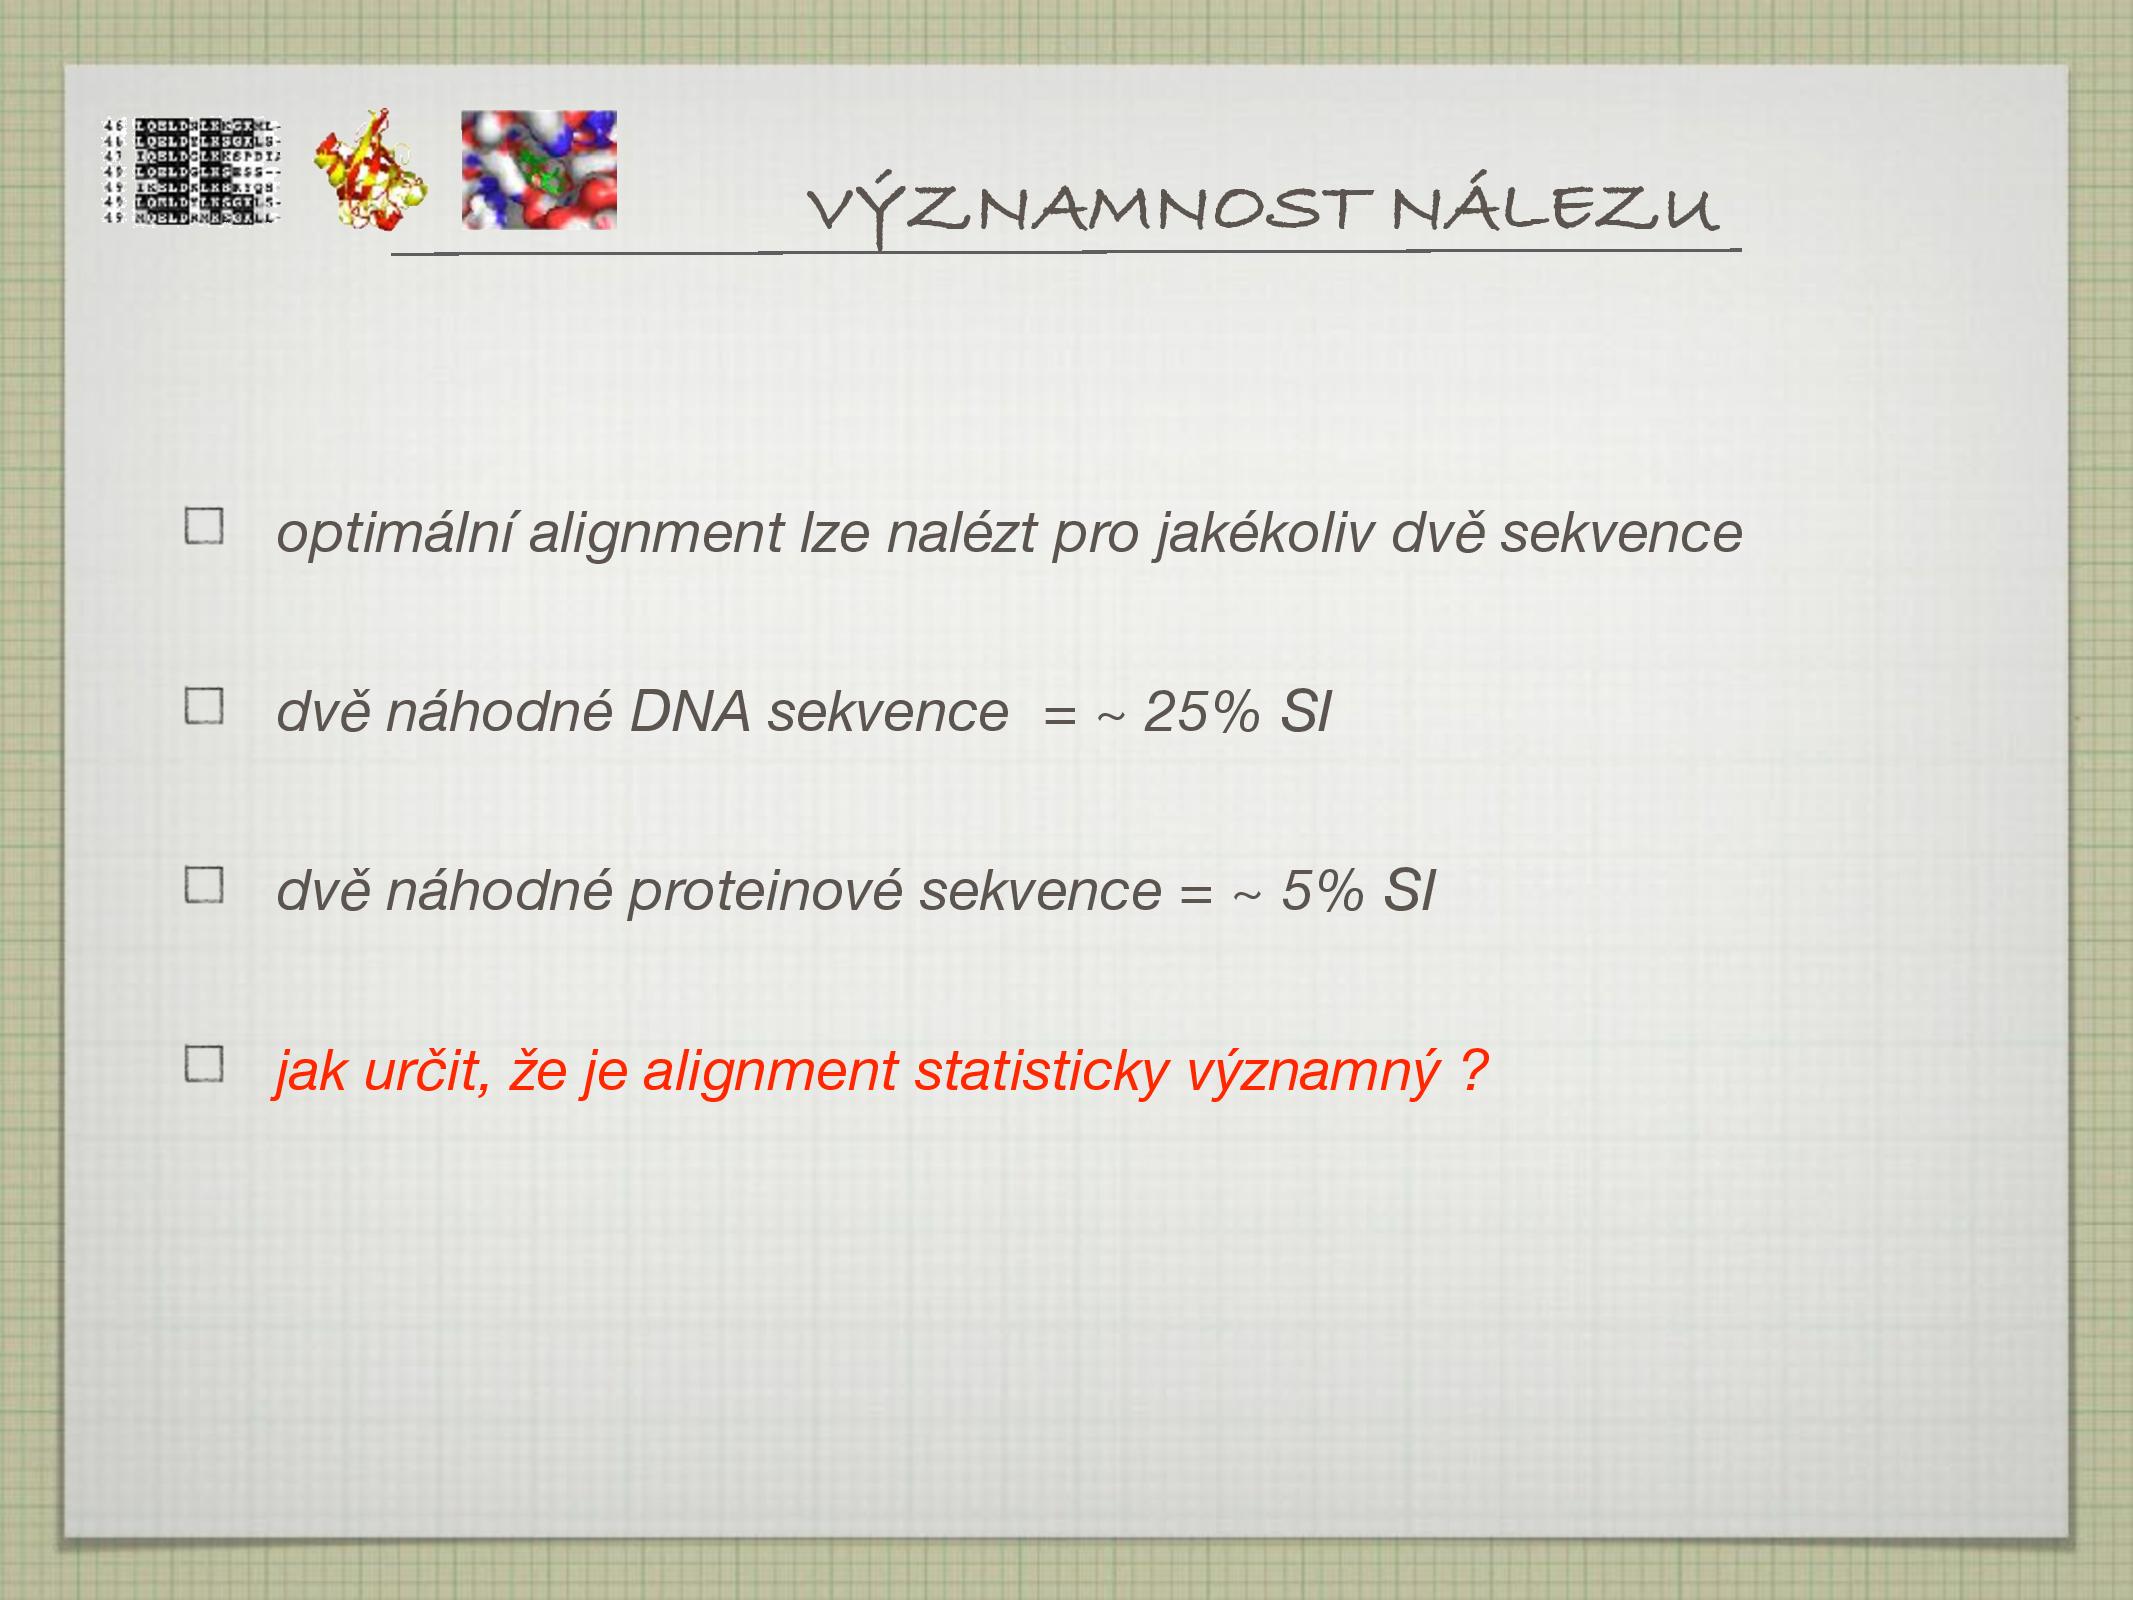 VÝZNAMNOST NÁLEZU
optimální alignment lze nalézt pro jakékoliv dvě sekvence
dvě náhodné DNA sekvence = ~ 25% SI
dvě náhodné proteinové sekvence = ~ 5% SI
jak určit, že je alignment statisticky významný ?